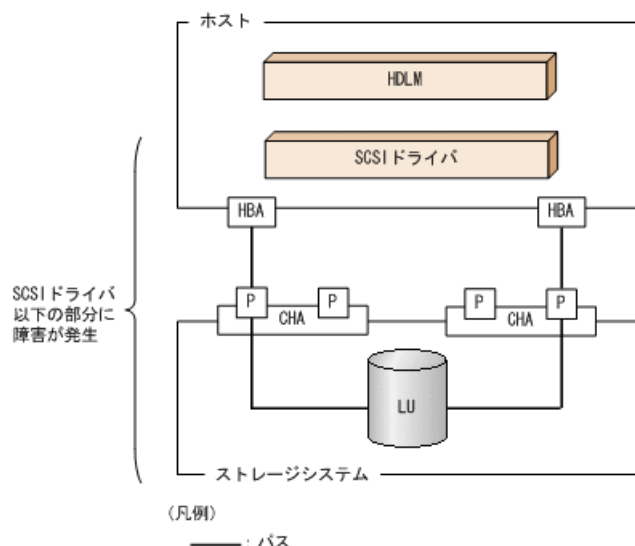 ホスト
HDLM
SCSIドライバ
HBA
HBA
SCSIドライバ
以下の部分に
障害が発生
P
P
CHA
P
P
CHA
LU
ストレージシステム
(凡例)
: パス